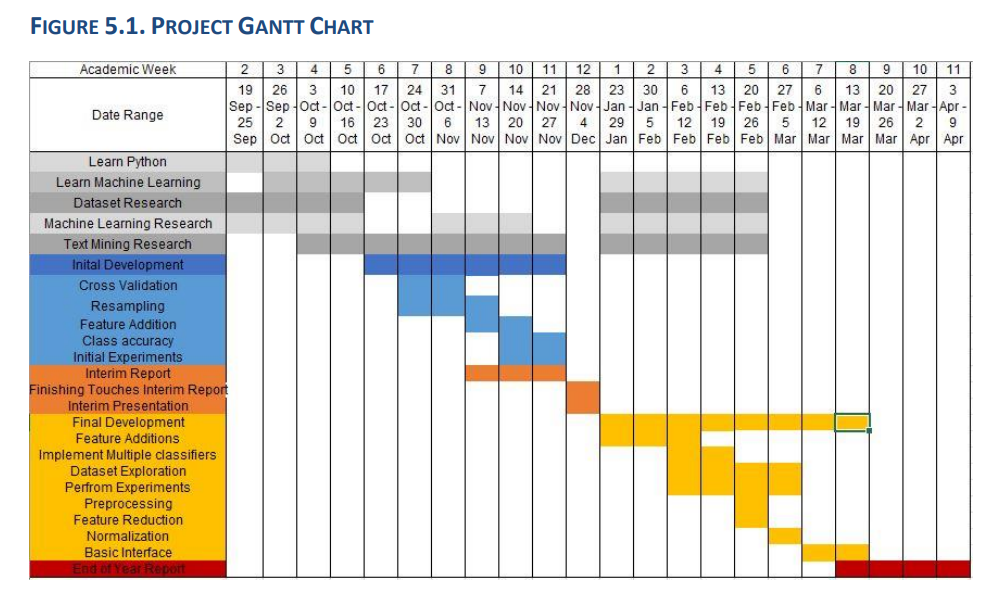 FIGURE 5.1. PROJECT GANTT CHART
Academic Week 2 3 4 5 6 7 8 9 10 11 12 1 2 3 4 5 6 7 8 9 10 11
Date Range
19 26 3 10 17 24 31 7 14 21 28 23 30 6 13 20 27 6 13 20 27 3
Sep - Sep - Oct - Oct - Oct - Oct - Oct - Nov - Nov - Nov - Nov - Jan - Jan - Feb - Feb - Feb - Feb - Mar - Mar - Mar - Mar - Apr -
25 2 9 16 23 30 6 13 20 27 4 29 5 12 19 26 5 12 19 26 2 9
Sep Oct Oct Oct Oct Oct Nov Nov Nov Nov Dec Jan Feb Feb Feb Feb Mar Mar Mar Mar Apr Apr
Learn Python
Learn Machine Learning
Dataset Research
Machine Learning Research
Text Mining Research
Inital Development
Cross Validation
Resampling
Feature Addition
Class accuracy
Initial Experiments
Interim Report
Finishing Touches Interim Report
Interim Presentation
Final Development
Feature Additions
Implement Multiple classifiers
Dataset Exploration
Perfrom Experiments
Preprocessing
Feature Reduction
Normalization
Basic Interface
End of Year Report